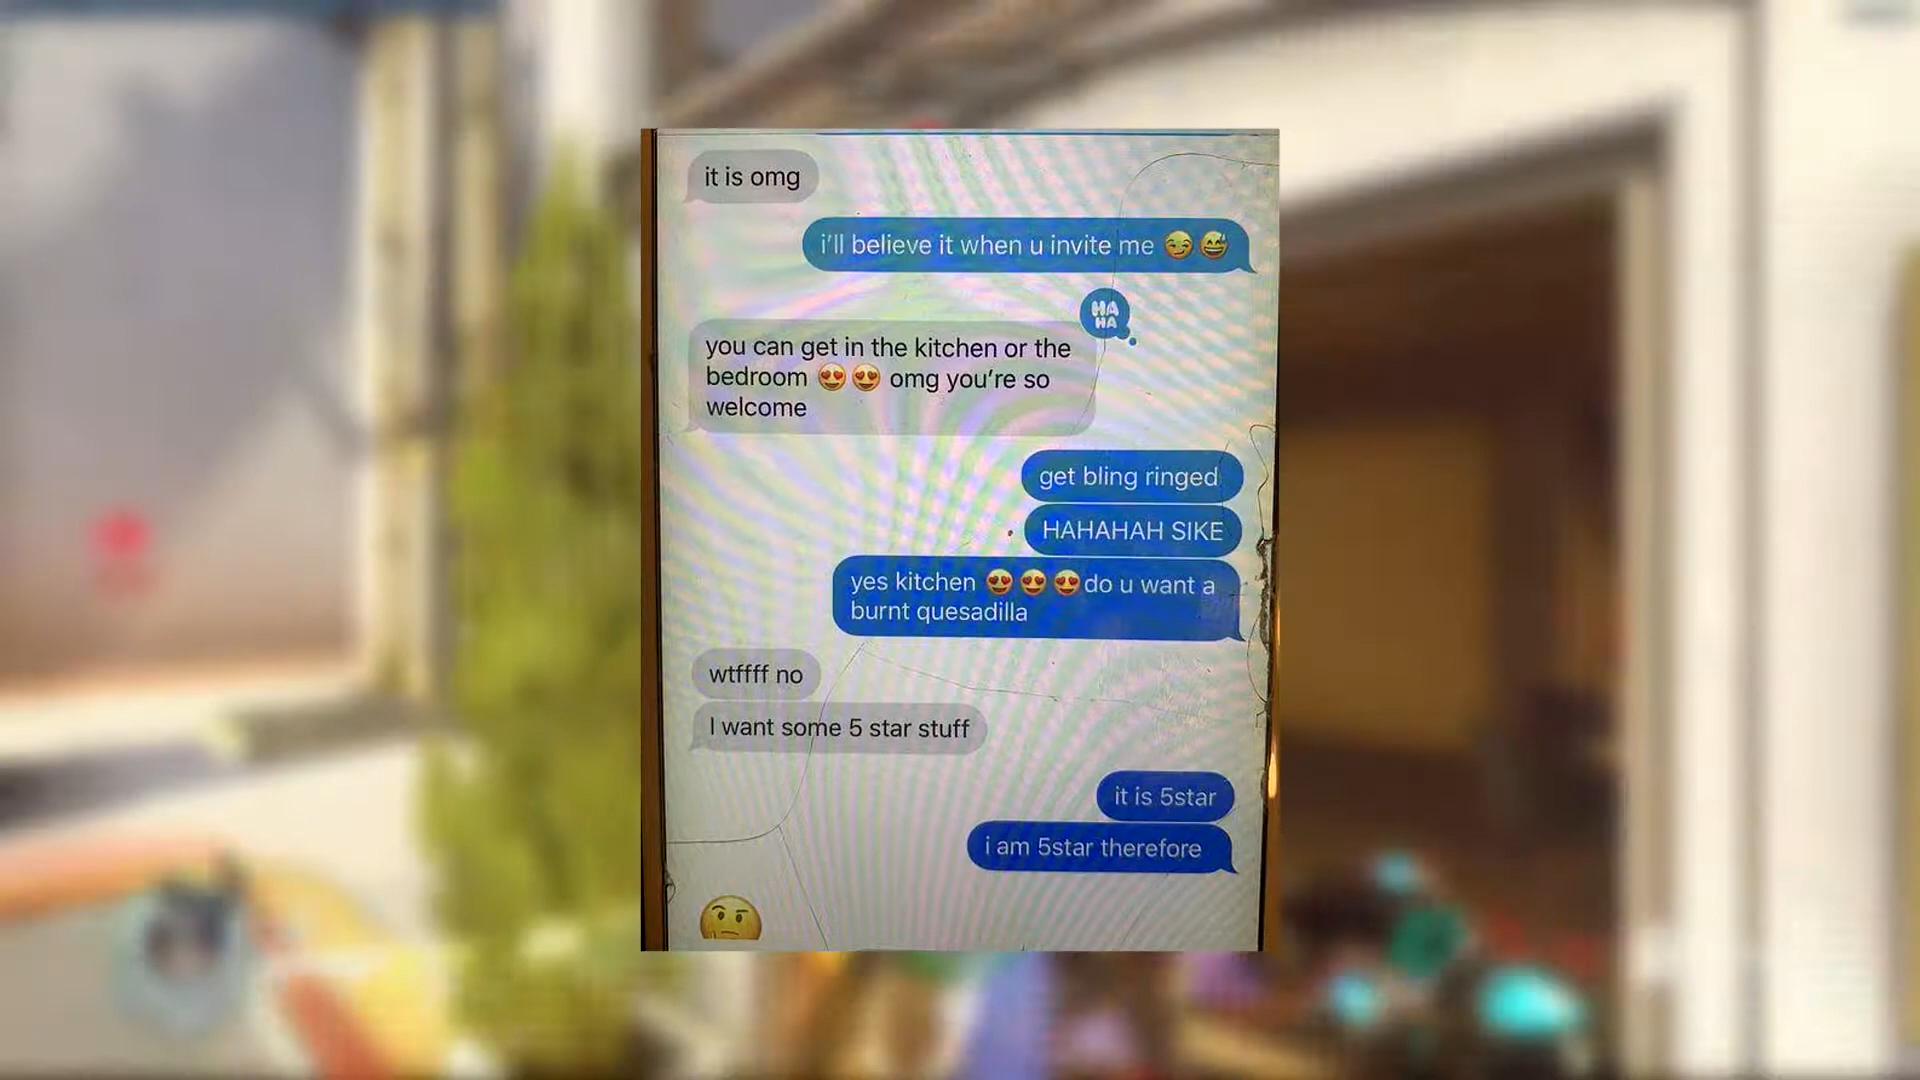 it is omg
i'll believe it when u invite me 😏😅
HA
HA
you can get in the kitchen or the
bedroom 😍😍 omg you're so
welcome
get bling ringed
HAHAHAH SIKE
yes kitchen 😍😍😍do u want a
burnt quesadilla
wtffff no
I want some 5 star stuff
it is 5star
i am 5star therefore
🤨